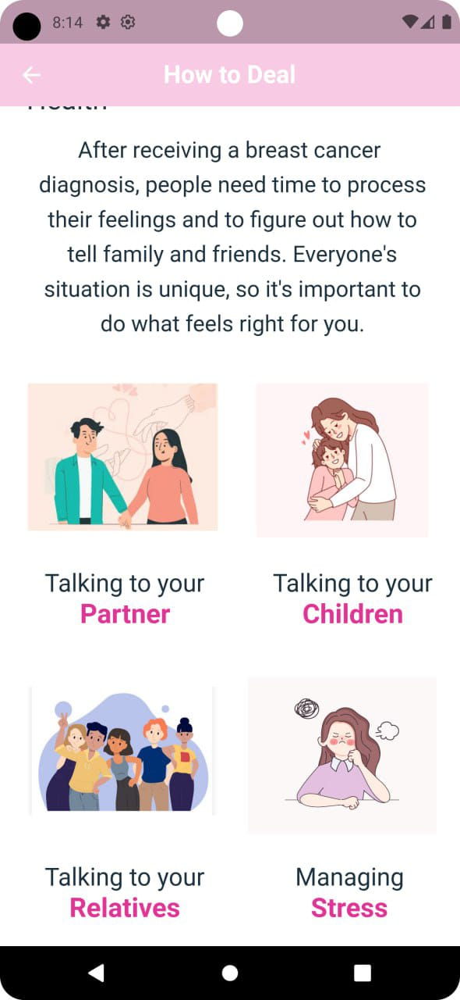 8:14
How to Deal
Health
After receiving a breast cancer
diagnosis, people need time to process
their feelings and to figure out how to
tell family and friends. Everyone's
situation is unique, so it's important to
do what feels right for you.
Talking to your
Partner
Talking to your
Children
Talking to your
Relatives
Managing
Stress